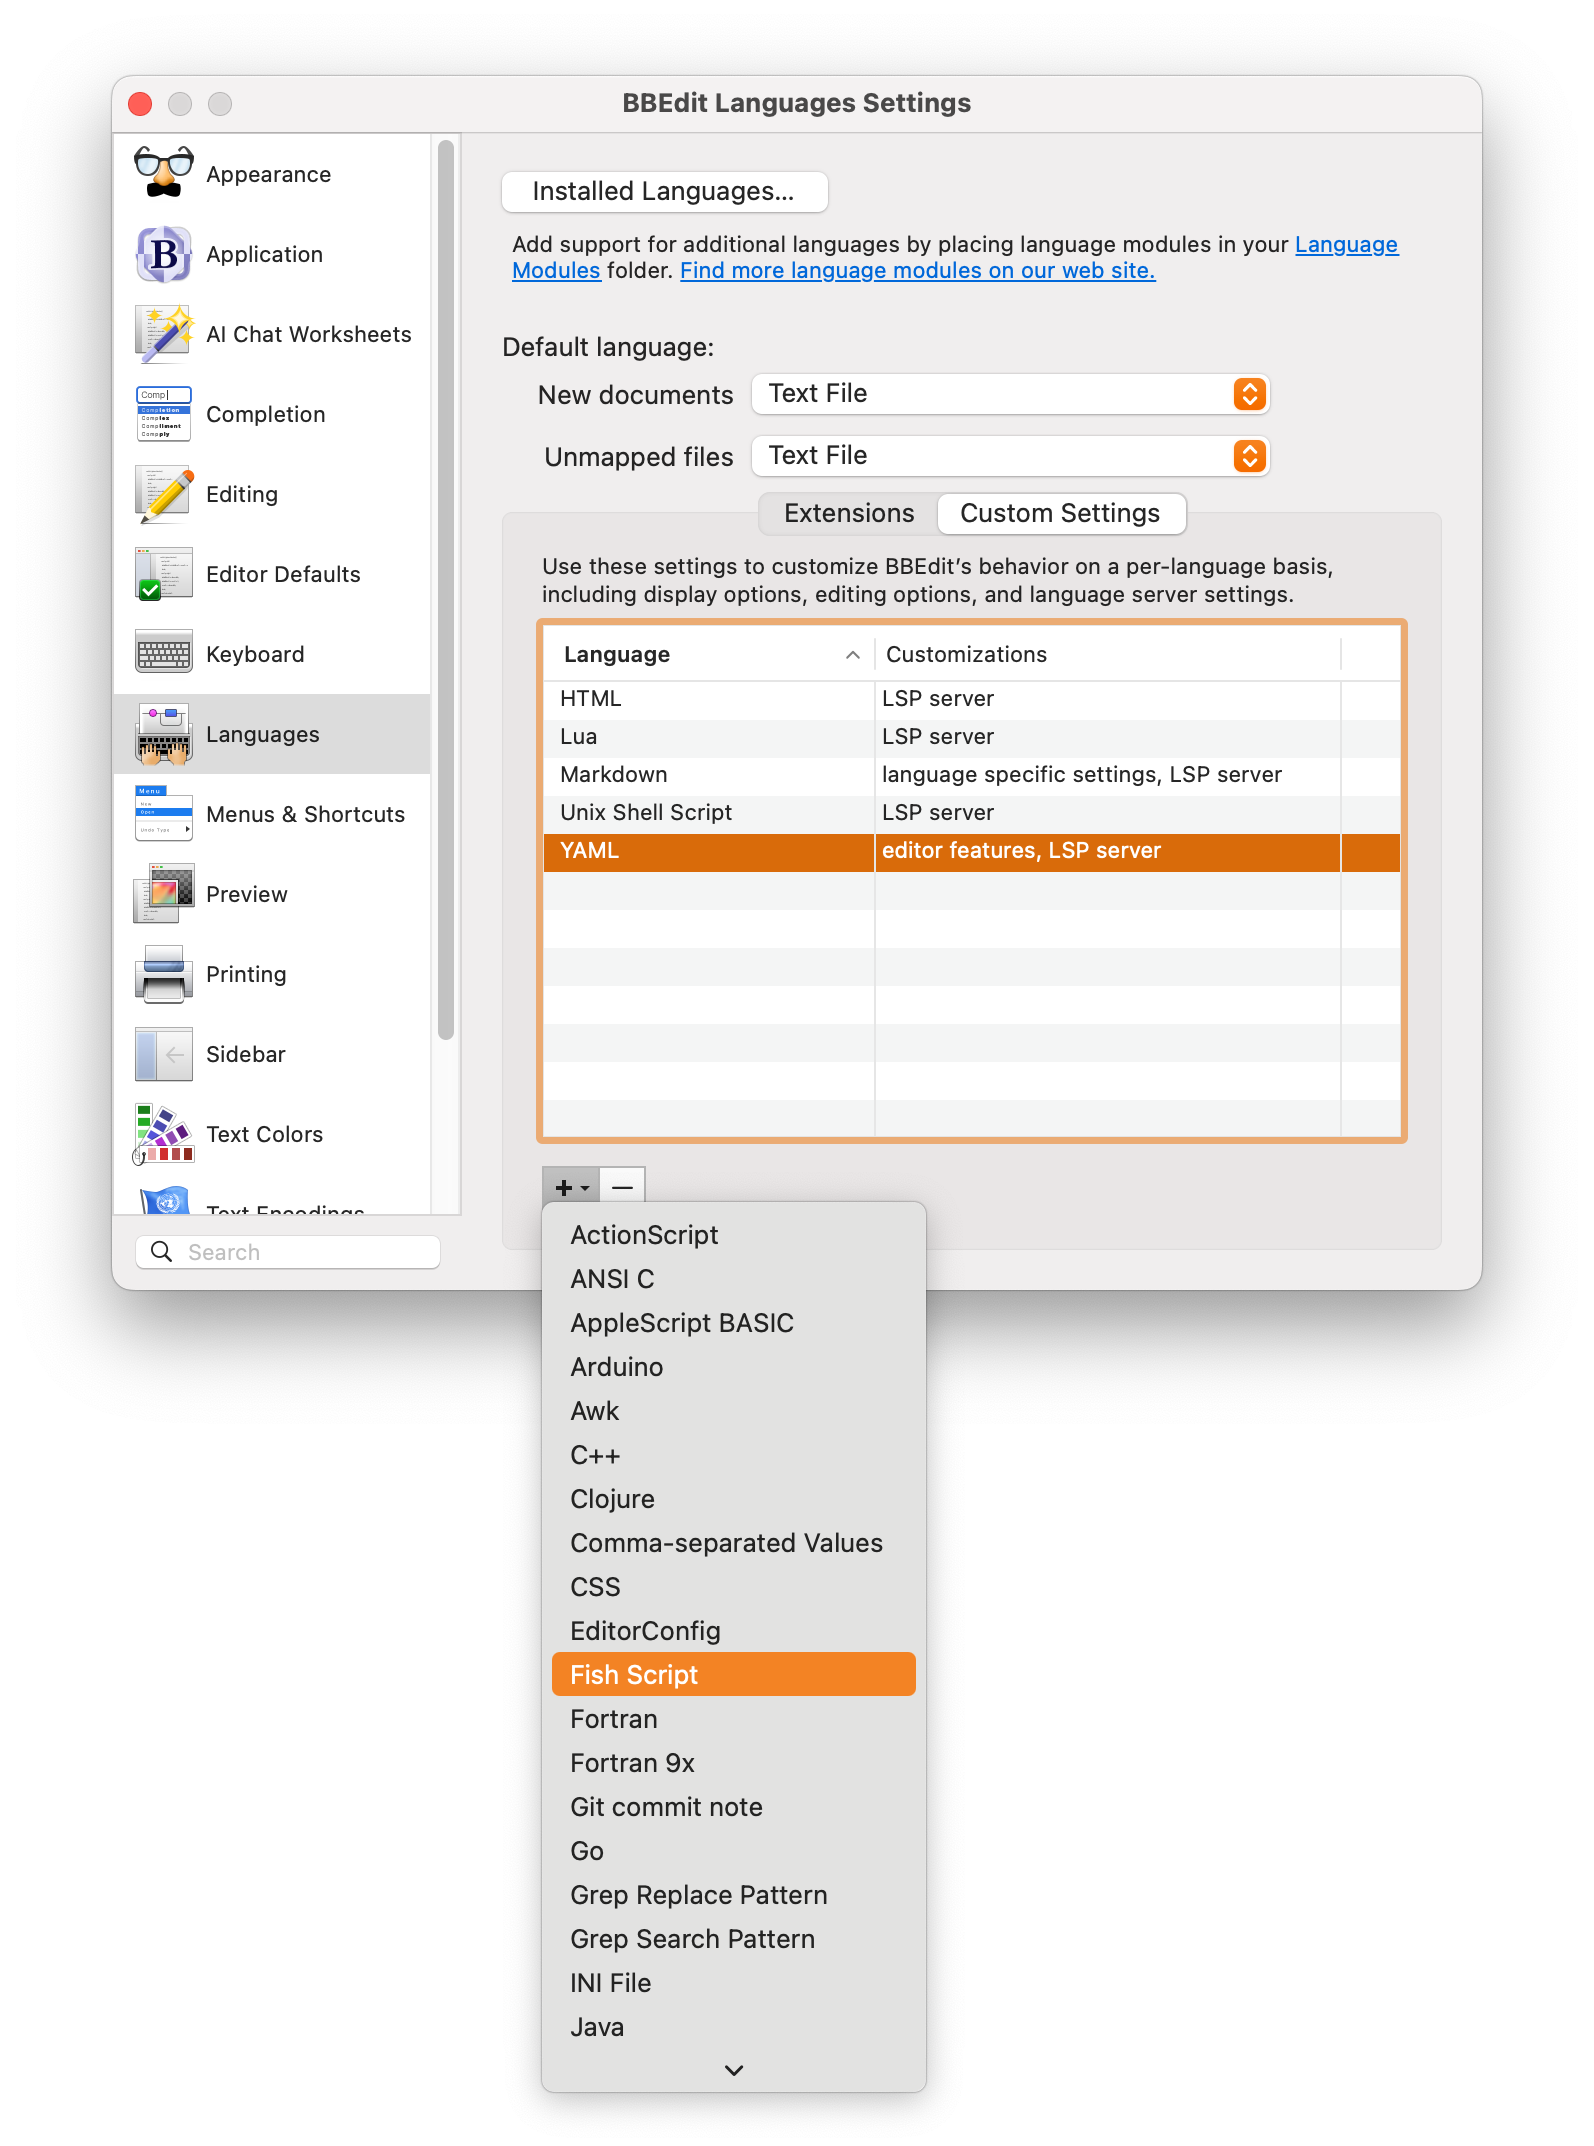 BBEdit Languages Settings
Appearance
Application
AI Chat Worksheets
Completion
Editing
Editor Defaults
Keyboard
Languages
Menus & Shortcuts
Preview
Printing
Sidebar
Text Colors
Text Encodings
Search
Installed Languages...
Add support for additional languages by placing language modules in your Language
Modules folder. Find more language modules on our web site.
Default language:
New documents Text File
Unmapped files Text File
Extensions Custom Settings
Use these settings to customize BBEdit’s behavior on a per-language basis,
including display options, editing options, and language server settings.
Language Customizations
HTML LSP server
Lua LSP server
Markdown language specific settings, LSP server
Unix Shell Script LSP server
YAML editor features, LSP server
ActionScript
ANSI C
AppleScript BASIC
Arduino
Awk
C++
Clojure
Comma-separated Values
CSS
EditorConfig
Fish Script
Fortran
Fortran 9x
Git commit note
Go
Grep Replace Pattern
Grep Search Pattern
INI File
Java